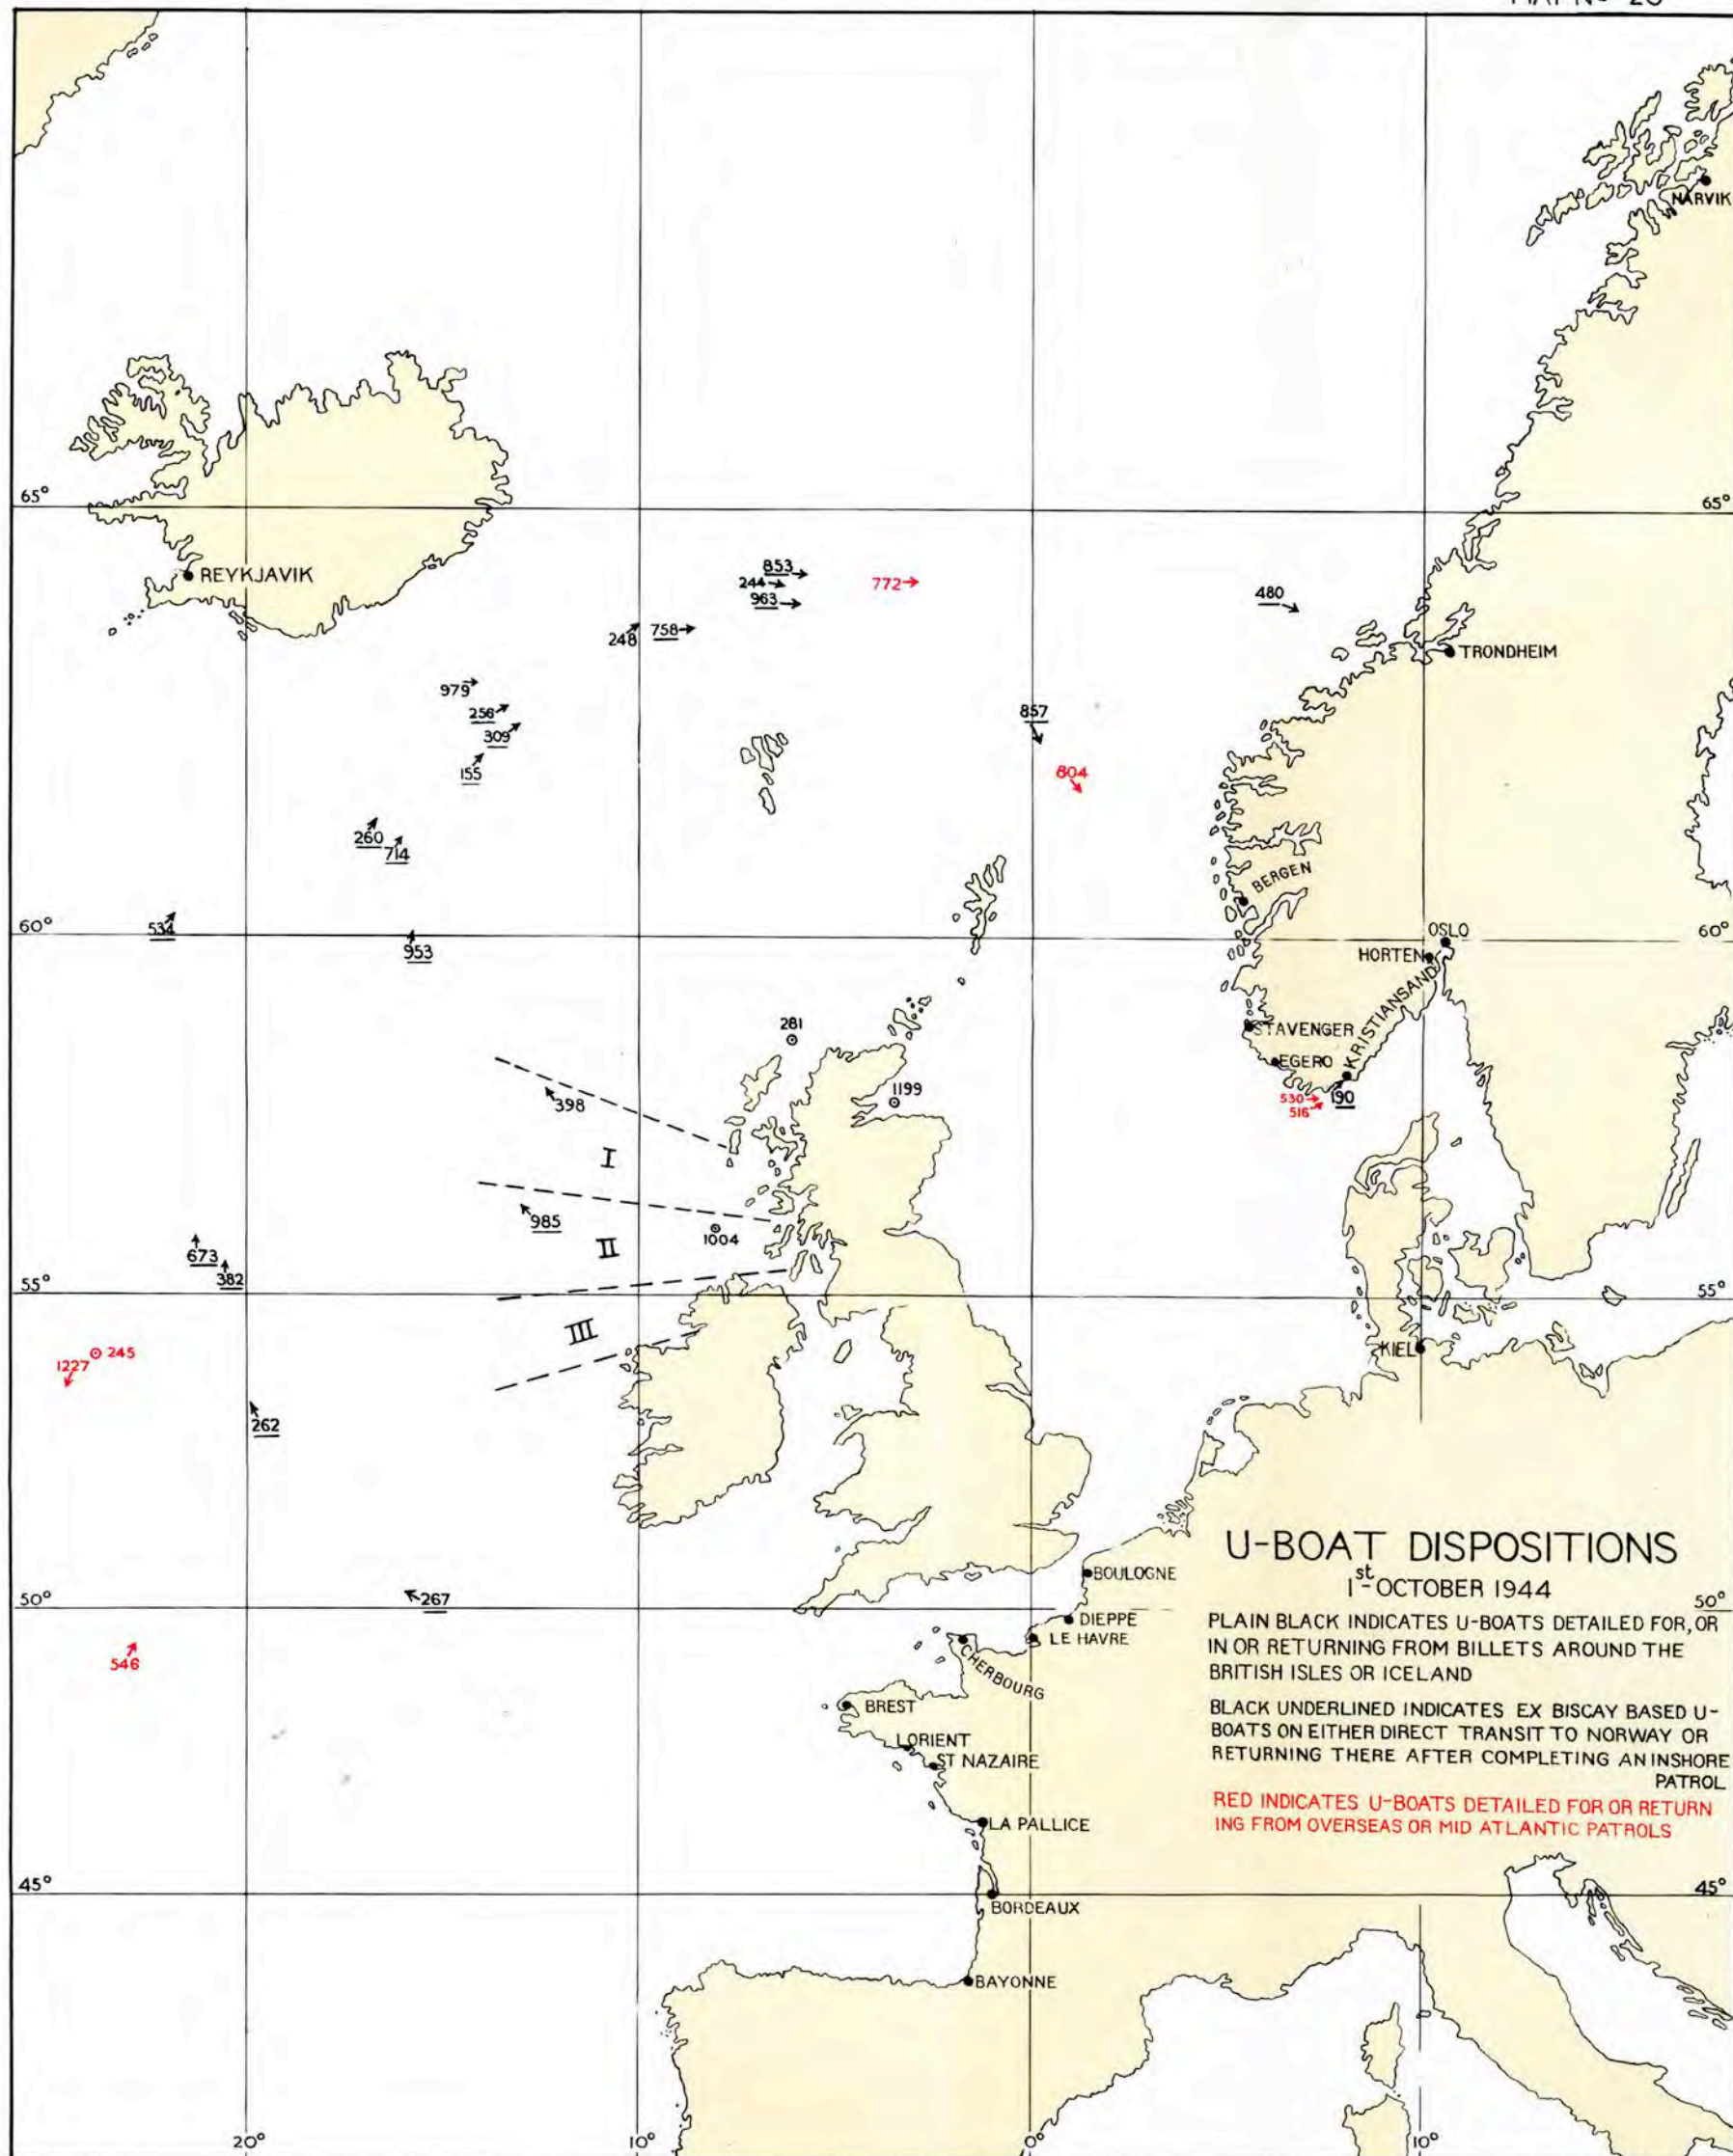 NARVIK
65°
65°
REYKJAVIK
853
244
963
772
480
248
758
TRONDHEIM
979
256
309
155
857
804
260
714
BERGEN
534
60°
953
OSLO
60°
HORTEN
KRISTIANSAND
281
STAVENGER
EGERO
398
1199
530
516
190
I
985
1004
II
673
382
55°
55°
III
245
1227
KIEL
262
U-BOAT DISPOSITIONS
1st OCTOBER 1944
BOULOGNE
267
50°
50°
DIEPPE
LE HAVRE
CHERBOURG
PLAIN BLACK INDICATES U-BOATS DETAILED FOR, OR
IN OR RETURNING FROM BILLETS AROUND THE
BRITISH ISLES OR ICELAND
546
BREST
BLACK UNDERLINED INDICATES EX BISCAY BASED U-
BOATS ON EITHER DIRECT TRANSIT TO NORWAY OR
RETURNING THERE AFTER COMPLETING AN INSHORE
PATROL
LORIENT
ST NAZAIRE
RED INDICATES U-BOATS DETAILED FOR OR RETURN
ING FROM OVERSEAS OR MID ATLANTIC PATROLS
LA PALLICE
45°
45°
BORDEAUX
BAYONNE
20°
10°
0°
10°